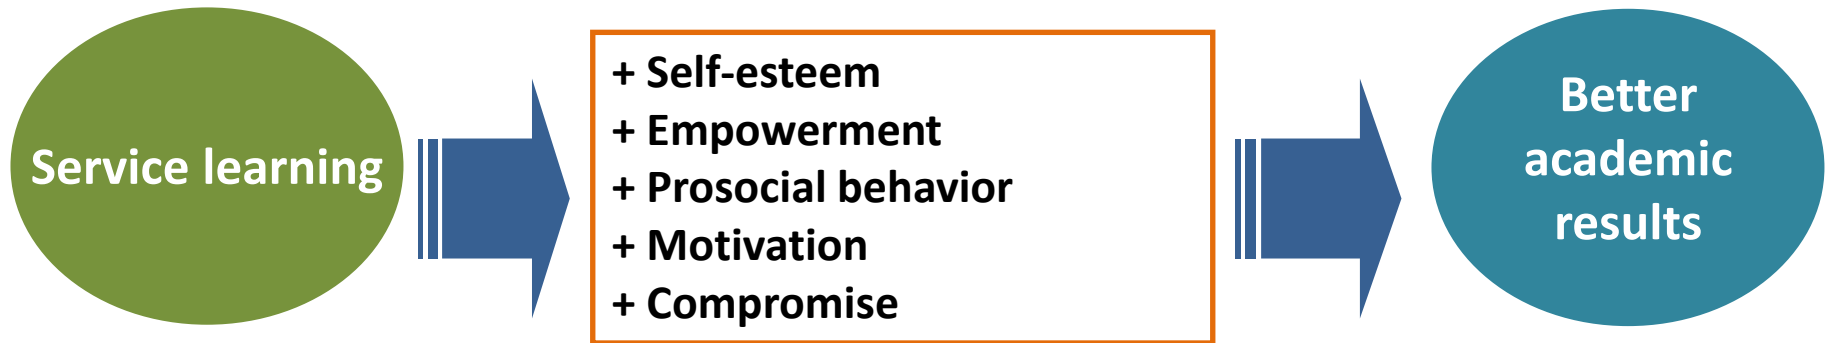 Service learning
+ Self-esteem
+ Empowerment
+ Prosocial behavior
+ Motivation
+ Compromise
Better
academic
results